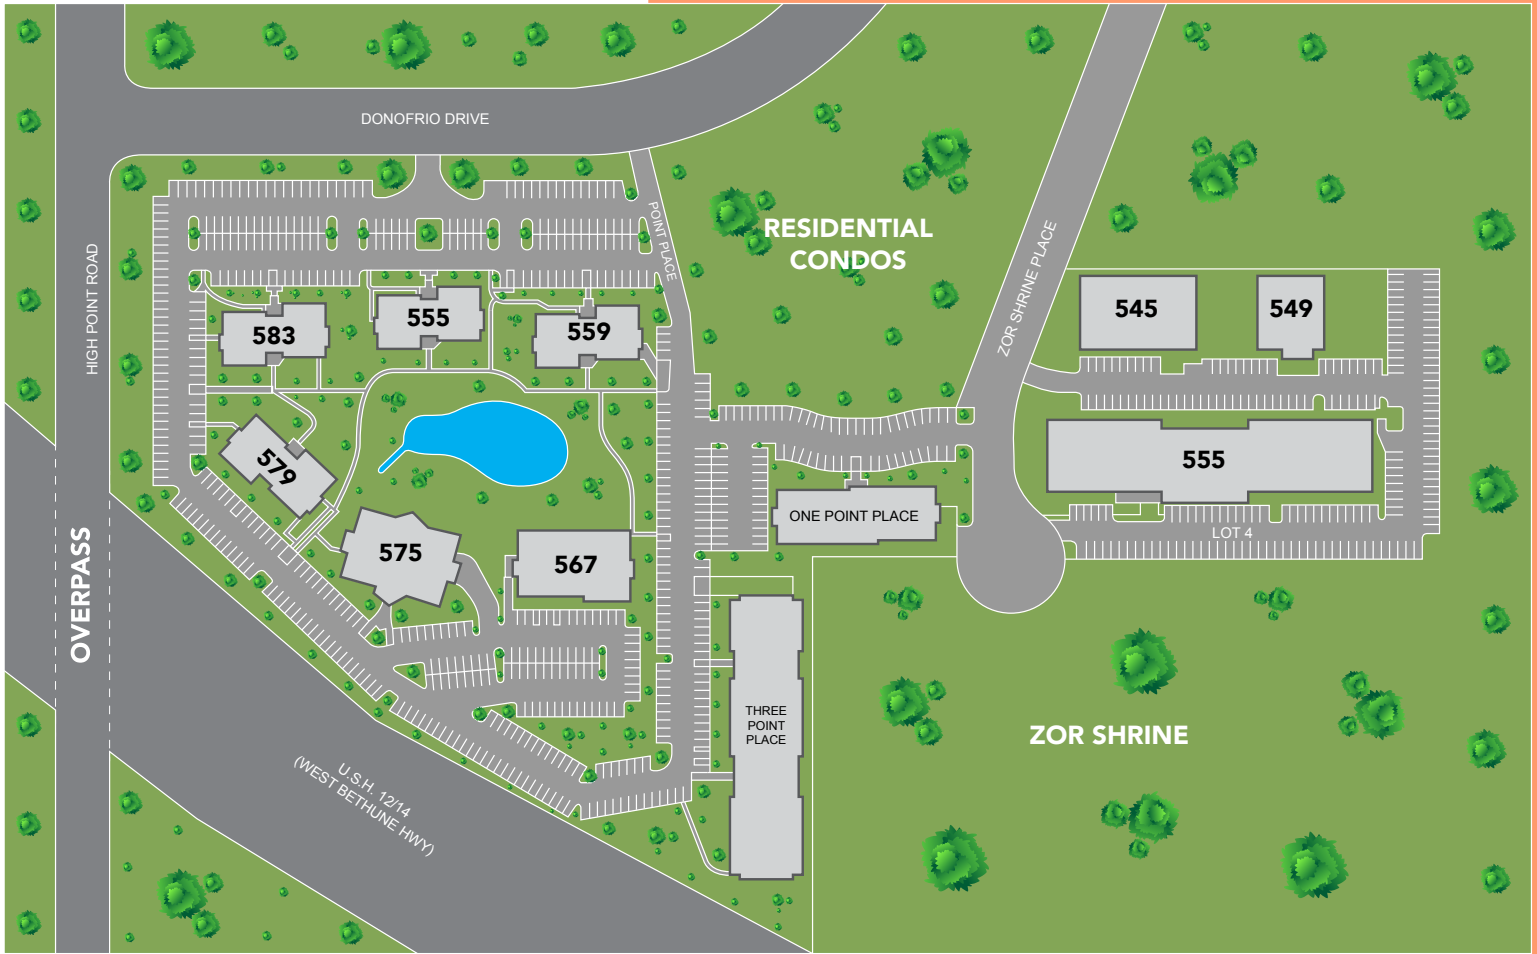 DONOFRIO DRIVE
POINT PLACE
RESIDENTIAL
CONDOS
HIGH POINT ROAD
ZOR SHRINE PLACE
583
555
559
545
549
579
555
575
567
ONE POINT PLACE
LOT 4
OVERPASS
THREE
POINT
PLACE
ZOR SHRINE
U.S.H. 12/14
(WEST BETHUNE HWY)